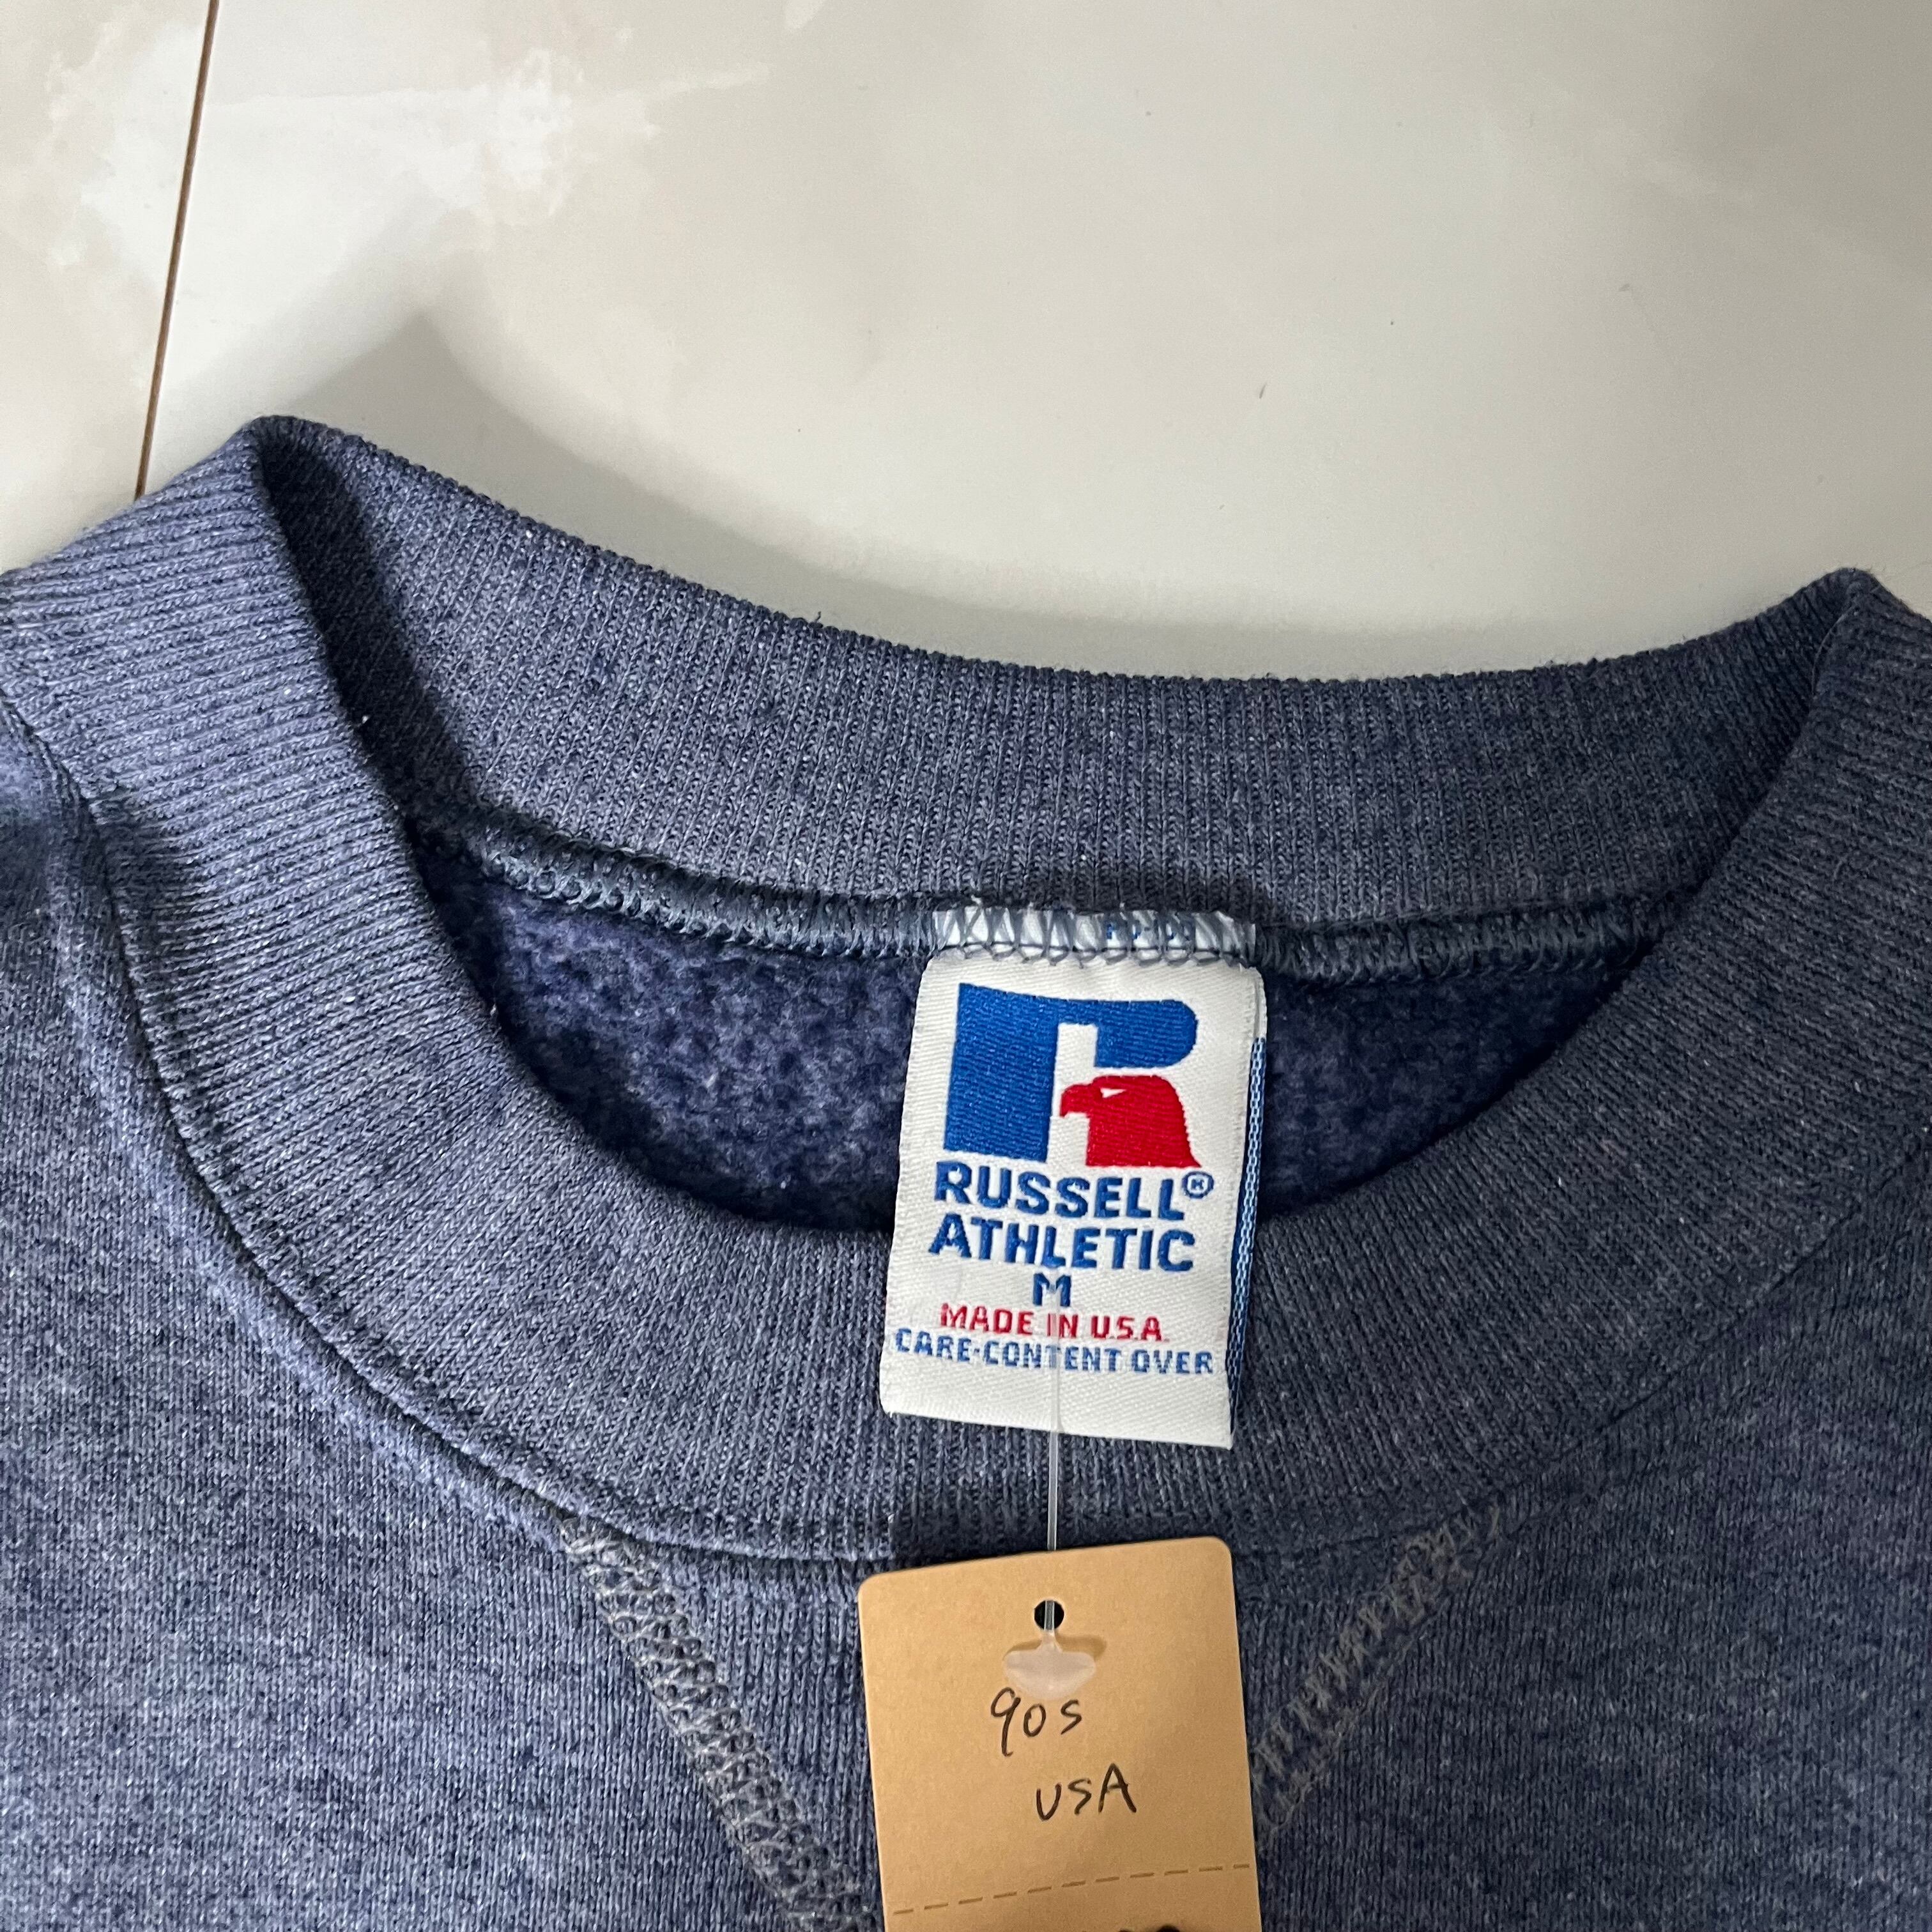 RUSSELL®
ATHLETIC
M
MADE IN U.S.A.
CARE-CONTENT OVER
90s
USA